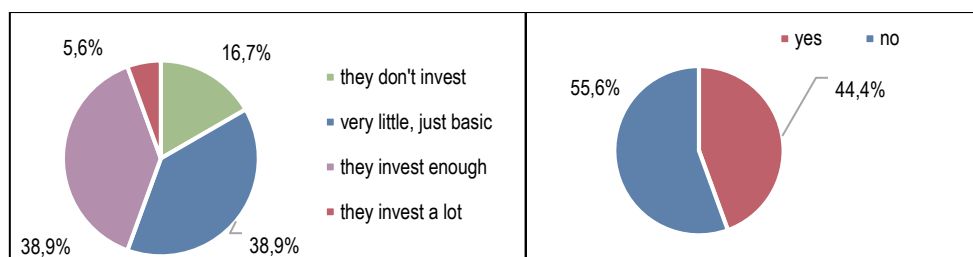 5,6%
16,7%
they don't invest
very little, just basic
they invest enough
they invest a lot
38,9%
38,9%
yes no
55,6%
44,4%